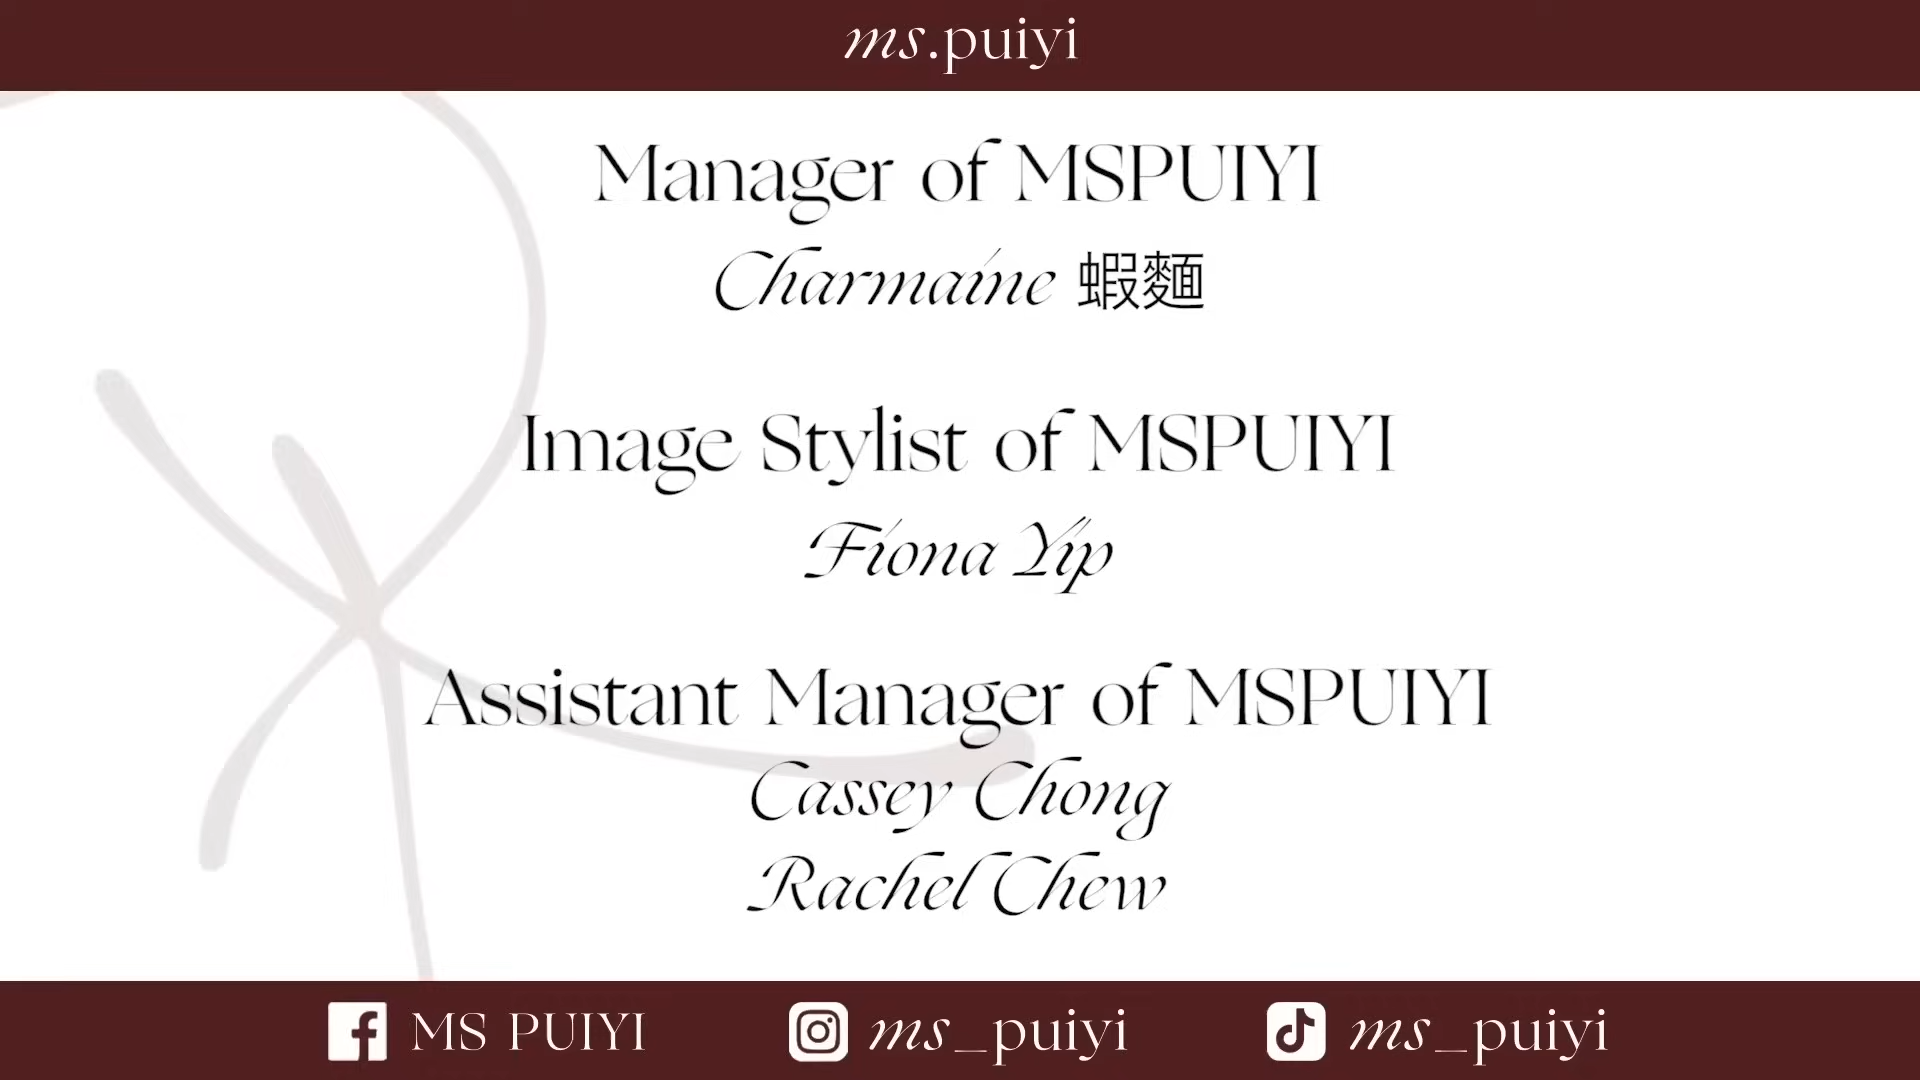 ms.puiyi
Manager of MSPUIYI
Charmaine 蝦麵
Image Stylist of MSPUIYI
Fiona Yip
Assistant Manager of MSPUIYI
Cassey Chong
Rachel Chew
MS PUIYI
ms_puiyi
ms_puiyi